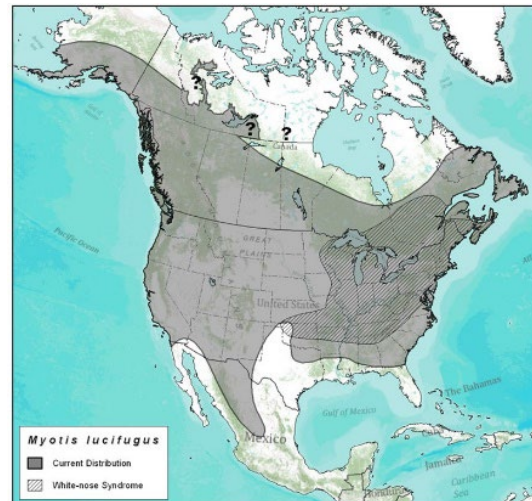 ?
?
?
Canada
Pacific Ocean
GREAT
PLAINS
United States
The Bahamas
Gulf of Mexico
Mexico
Cuba
Jamaica
Caribbean
Sea
Myotis lucifugus
Current Distribution
White-nose Syndrome